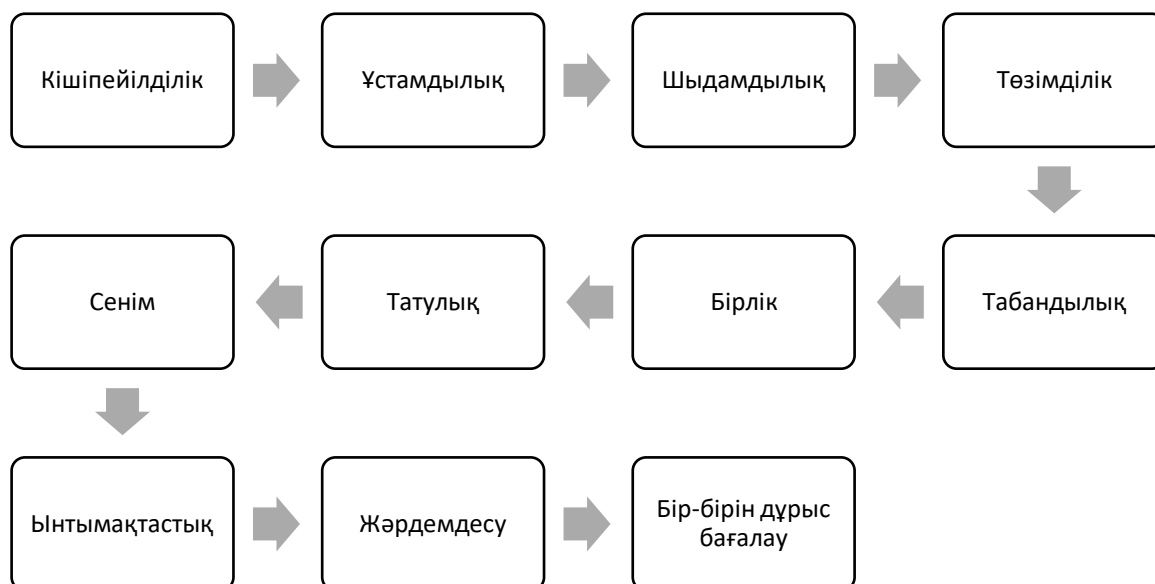 Кішіпейілділік
Ұстамдылық
Шыдамдылық
Төзімділік
Табандылық
Бірлік
Татулық
Сенім
Ынтымақтастық
Жәрдемдесу
Бір-бірін дұрыс
бағалау